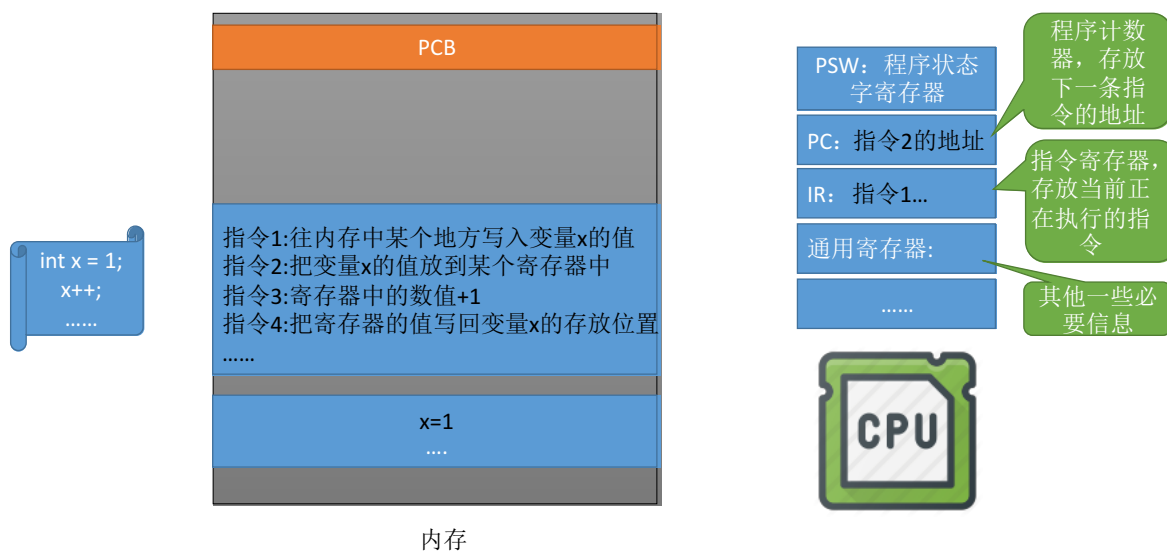 int x = 1;
x++;
……
PCB
指令1:往内存中某个地方写入变量x的值
指令2:把变量x的值放到某个寄存器中
指令3:寄存器中的数值+1
指令4:把寄存器的值写回变量x的存放位置
……
x=1
….
内存
PSW：程序状态
字寄存器
PC：指令2的地址
IR：指令1…
通用寄存器:
……
程序计数
器，存放
下一条指
令的地址
指令寄存器，
存放当前正
在执行的指
令
其他一些必
要信息
CPU